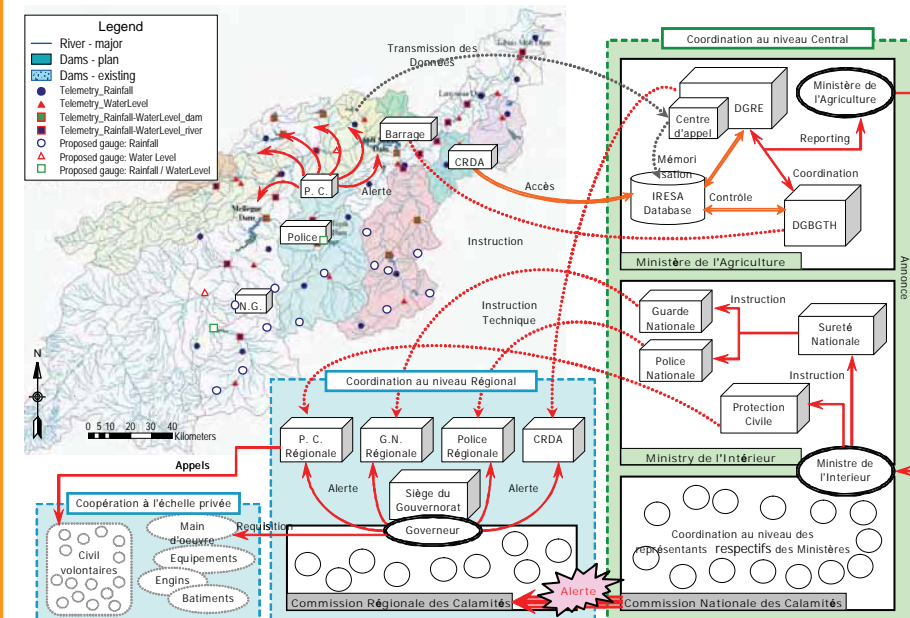 Legend
River - major
Dams - plan
Dams - existing
Telemetry_Rainfall
Telemetry_WaterLevel
Telemetry_Rainfall-WaterLevel_dam
Telemetry_Rainfall-WaterLevel_river
Proposed gauge: Rainfall
Proposed gauge: Water Level
Proposed gauge: Rainfall / WaterLevel
Transmission des
Données
Barrage
CRDA
P. C.
Alerte
Mellegue
Dam
Police
N.G.
Accès
Instruction
Instruction
Technique
N
0 5 10 20 30 40
Kilometers
Coordination au niveau Central
DGRE
Centre
d'appel
Ministère de
l'Agriculture
Reporting
Mémori
sation
Coordination
IRESA
Database
Contrôle
DGBGTH
Ministère de l'Agriculture
Annonce
Guarde
Nationale
Instruction
Sureté
Nationale
Police
Nationale
Instruction
Protection
Civile
Ministry de l'Intérieur
Ministre de
l'Interieur
Coordination au niveau des
représentants respectifs des Ministères
Commission Nationale des Calamités
Coordination au niveau Régional
P. C.
Régionale
G.N.
Régionale
Police
Régionale
CRDA
Alerte
Siège du
Gouvernorat
Alerte
Governeur
Commission Régionale des Calamités
Alerte
Appels
Coopération à l'échelle privée
Civil
volontaires
Main
d'oeuvre
Requisition
Equipements
Engins
Batiments